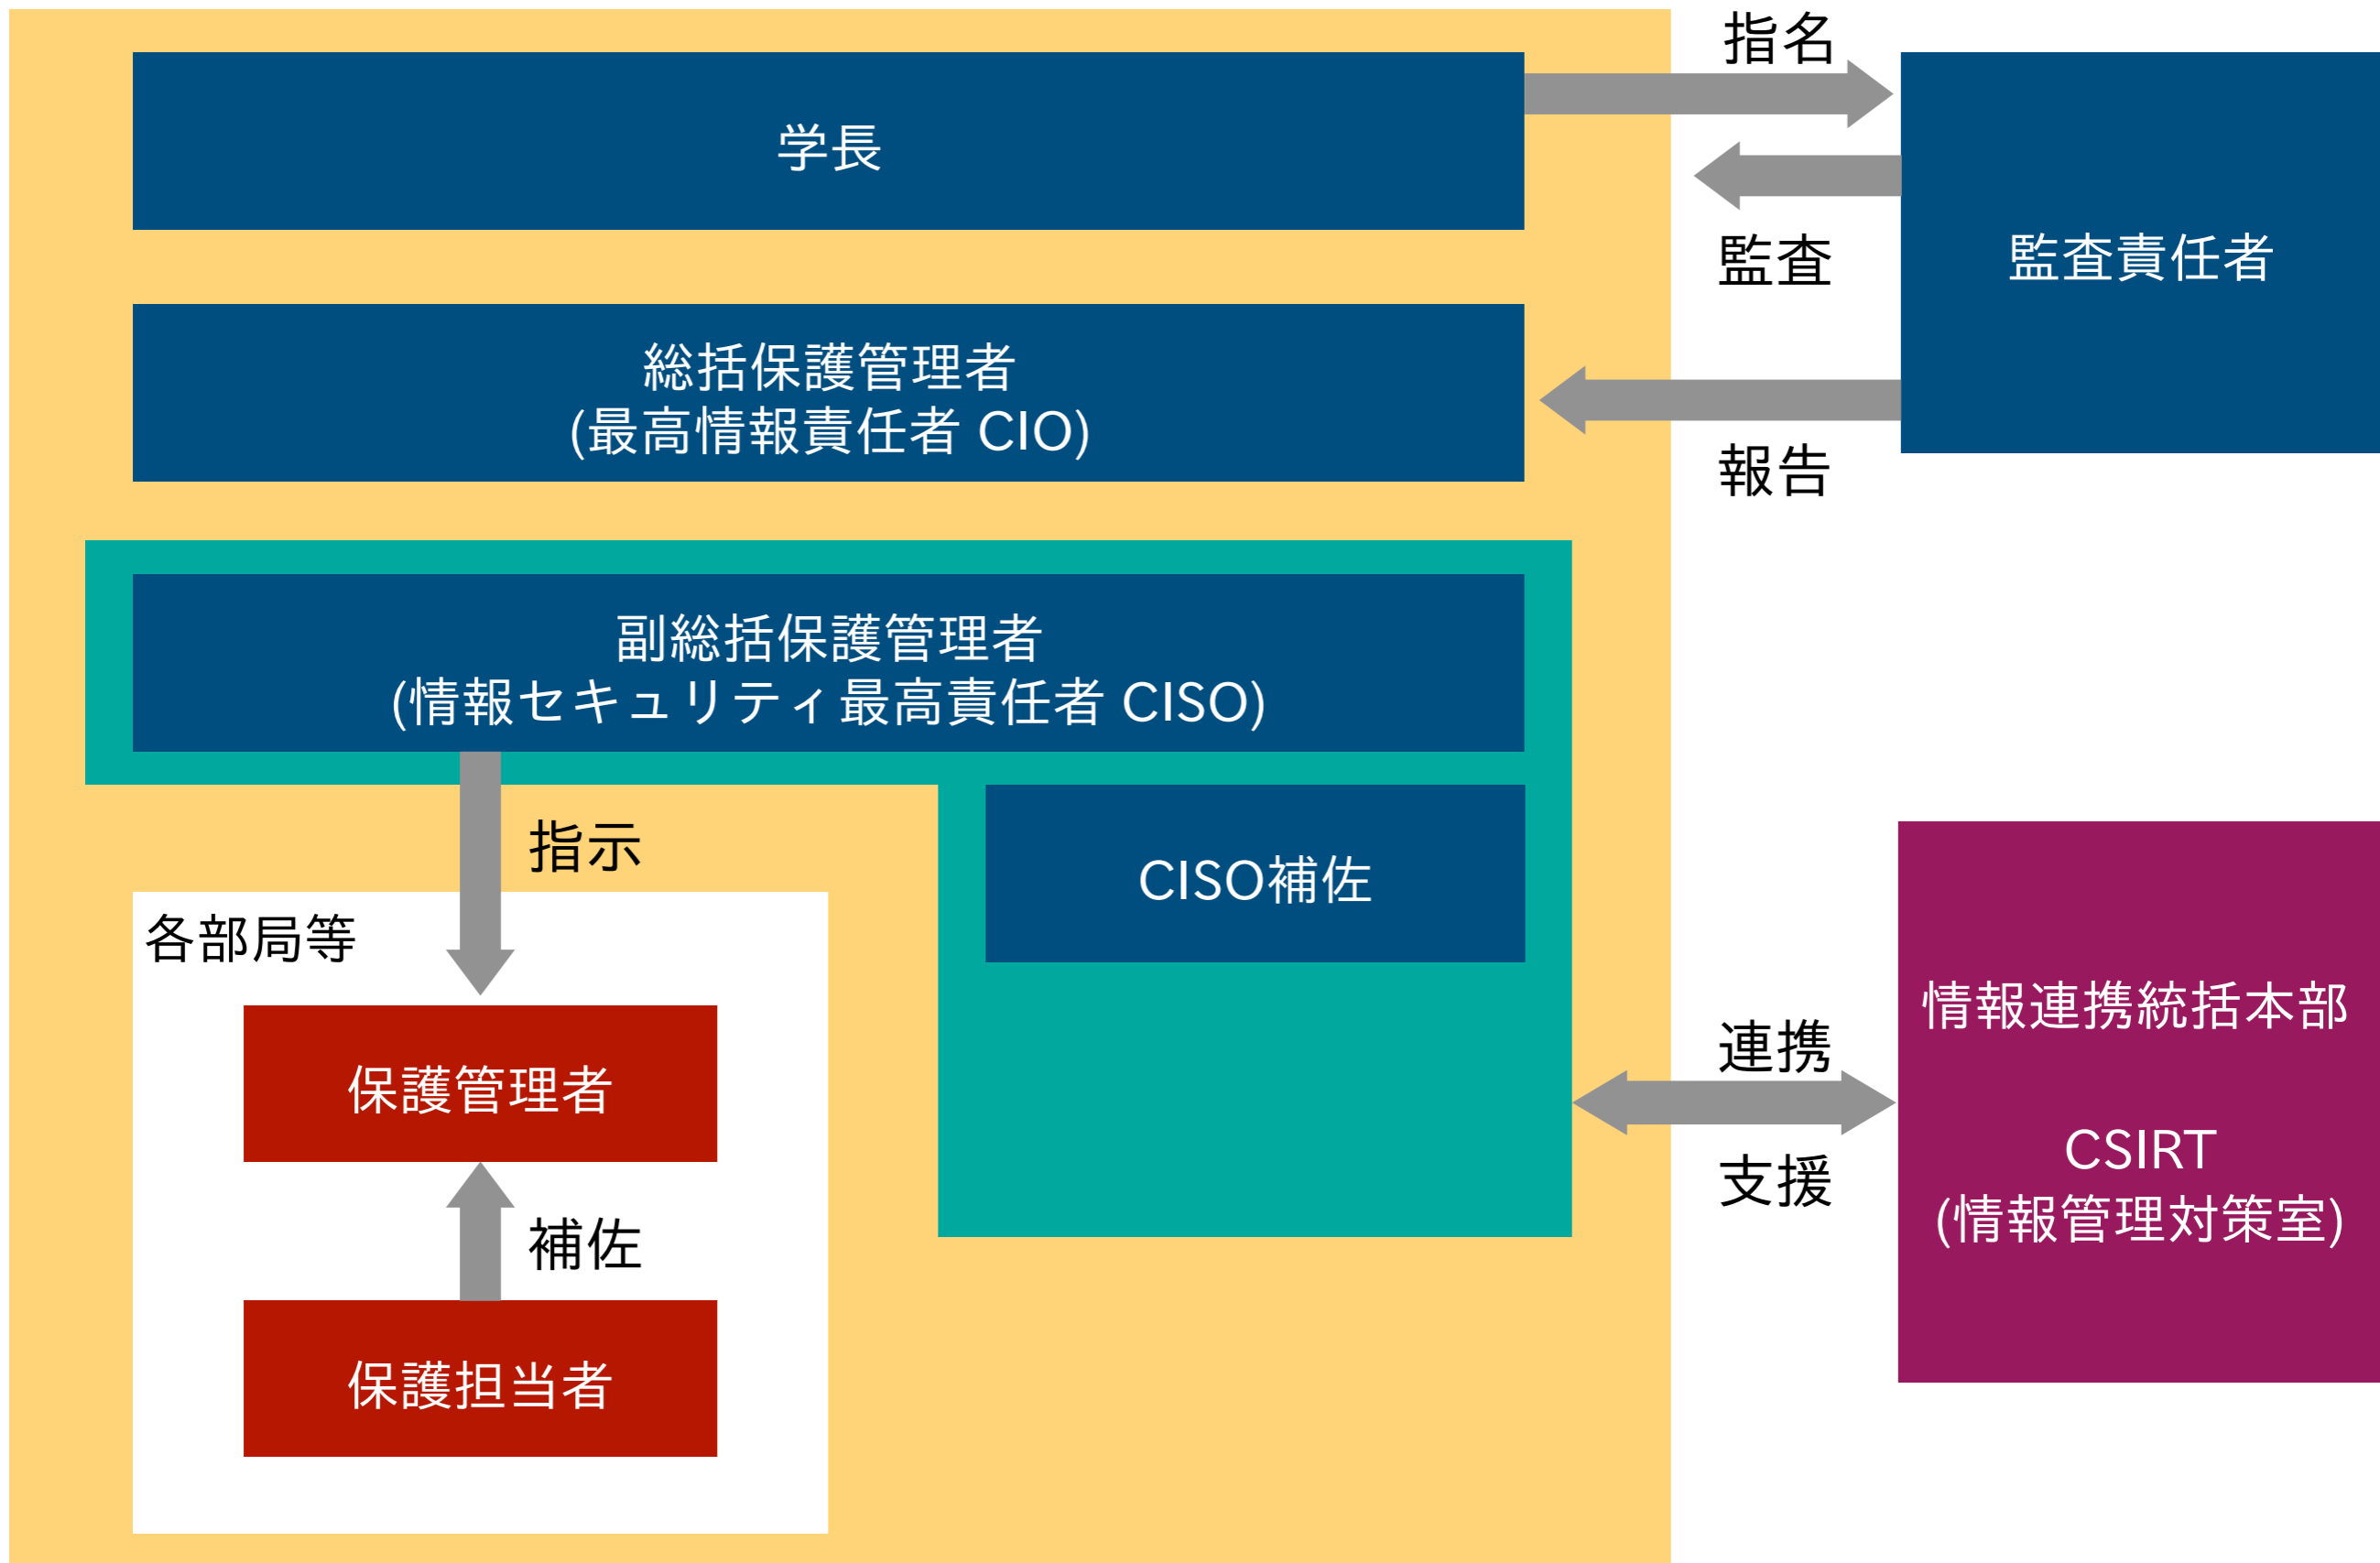 指名
学長
監査
監査責任者
総括保護管理者
(最高情報責任者 CIO)
報告
副総括保護管理者
(情報セキュリティ最高責任者 CISO)
指示
CISO補佐
各部局等
保護管理者
補佐
保護担当者
連携
支援
情報連携統括本部
CSIRT
(情報管理対策室)